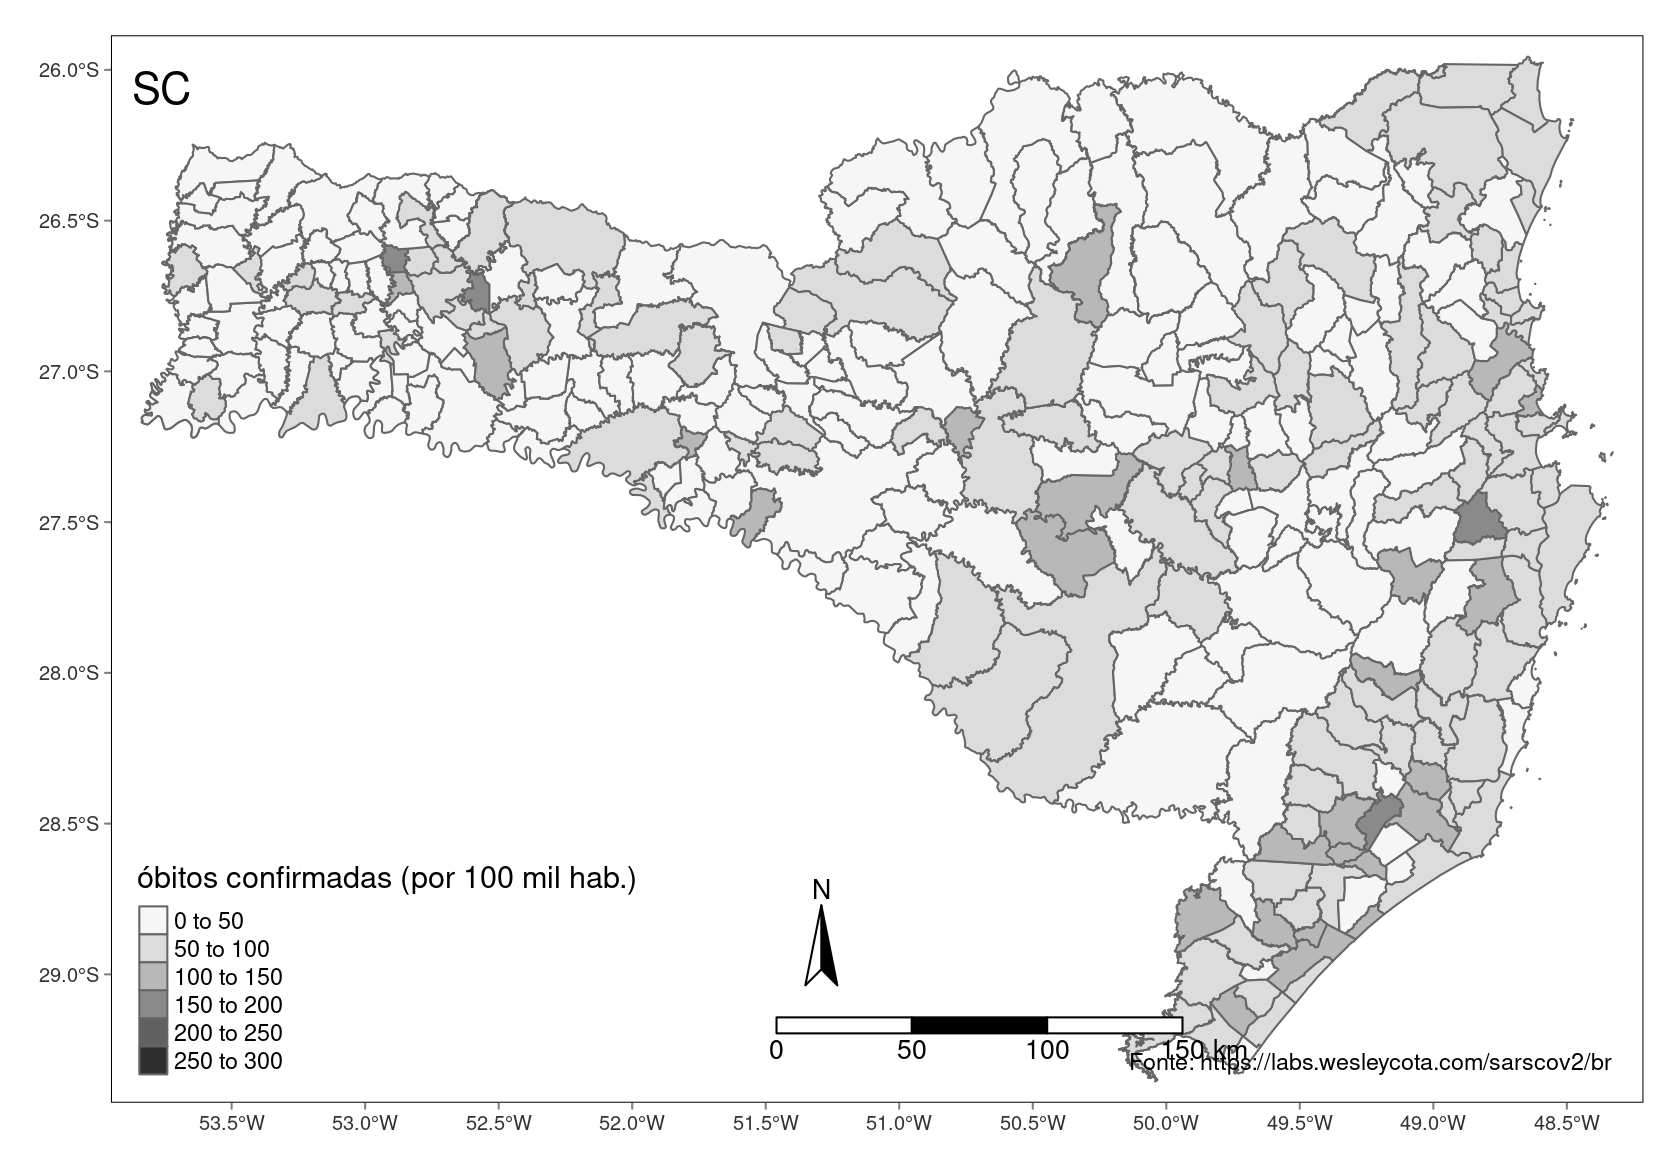 SC
26.0°S
26.5°S
27.0°S
27.5°S
28.0°S
28.5°S
29.0°S
óbitos confirmadas (por 100 mil hab.)
0 to 50
50 to 100
100 to 150
150 to 200
200 to 250
250 to 300
N
0 50 100 150 km
Fonte: https://labs.wesleycota.com/sarscov2/br
53.5°W 53.0°W 52.5°W 52.0°W 51.5°W 51.0°W 50.5°W 50.0°W 49.5°W 49.0°W 48.5°W